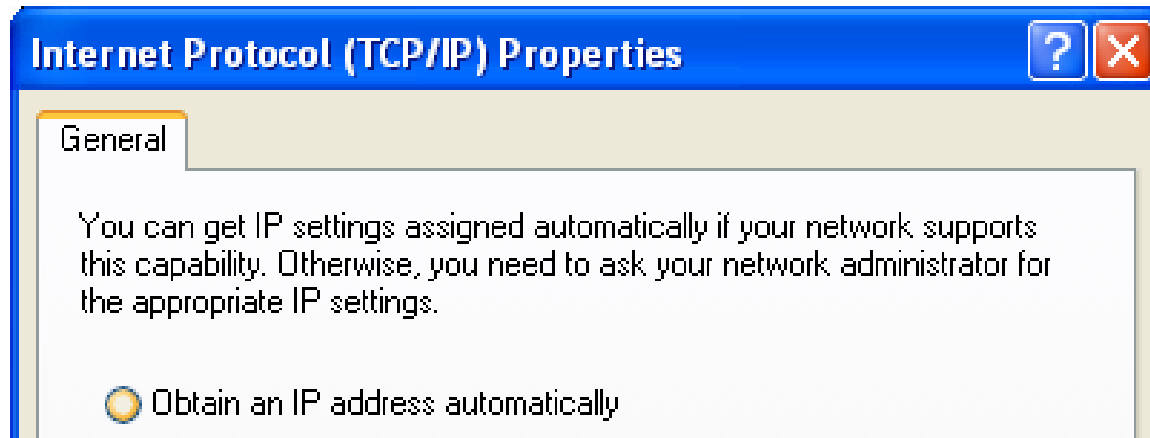 Internet Protocol (TCP/IP) Properties
General
You can get IP settings assigned automatically if your network supports
this capability. Otherwise, you need to ask your network administrator for
the appropriate IP settings.
Obtain an IP address automatically